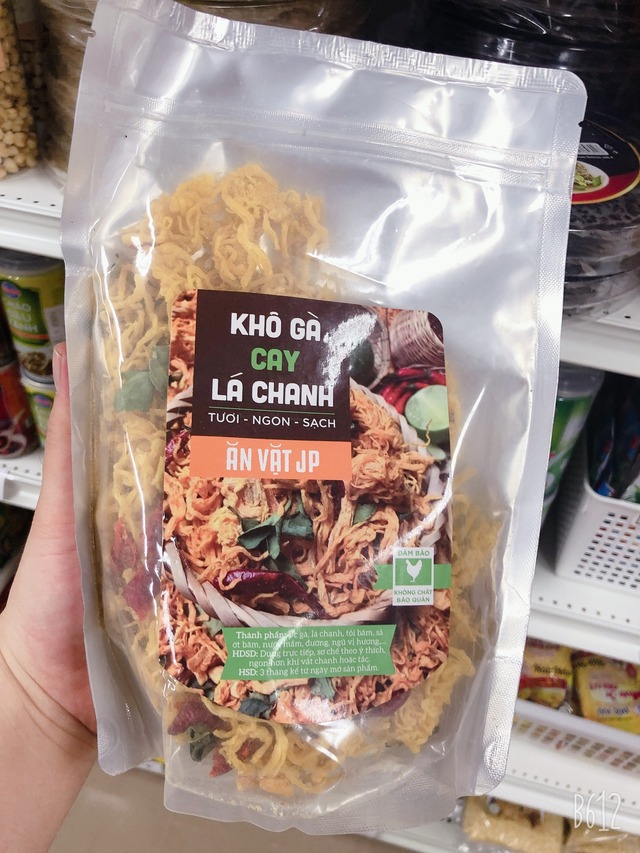 KHÔ GÀ
CAY
LÁ CHANH
TƯƠI - NGON - SẠCH
ĂN VẶT JP
ĐẢM BẢO
KHÔNG CHẤT
BẢO QUẢN
Thành phần: gà, lá chanh, tỏi băm, sả
ớt băm, nước mắm, đường, ngũ vị hương,...
HDSD: Dùng trực tiếp, sơ chế theo ý thích,
ngon hơn khi vắt chanh hoặc tắc.
HSD: 3 tháng kể từ ngày mở sản phẩm.
B612